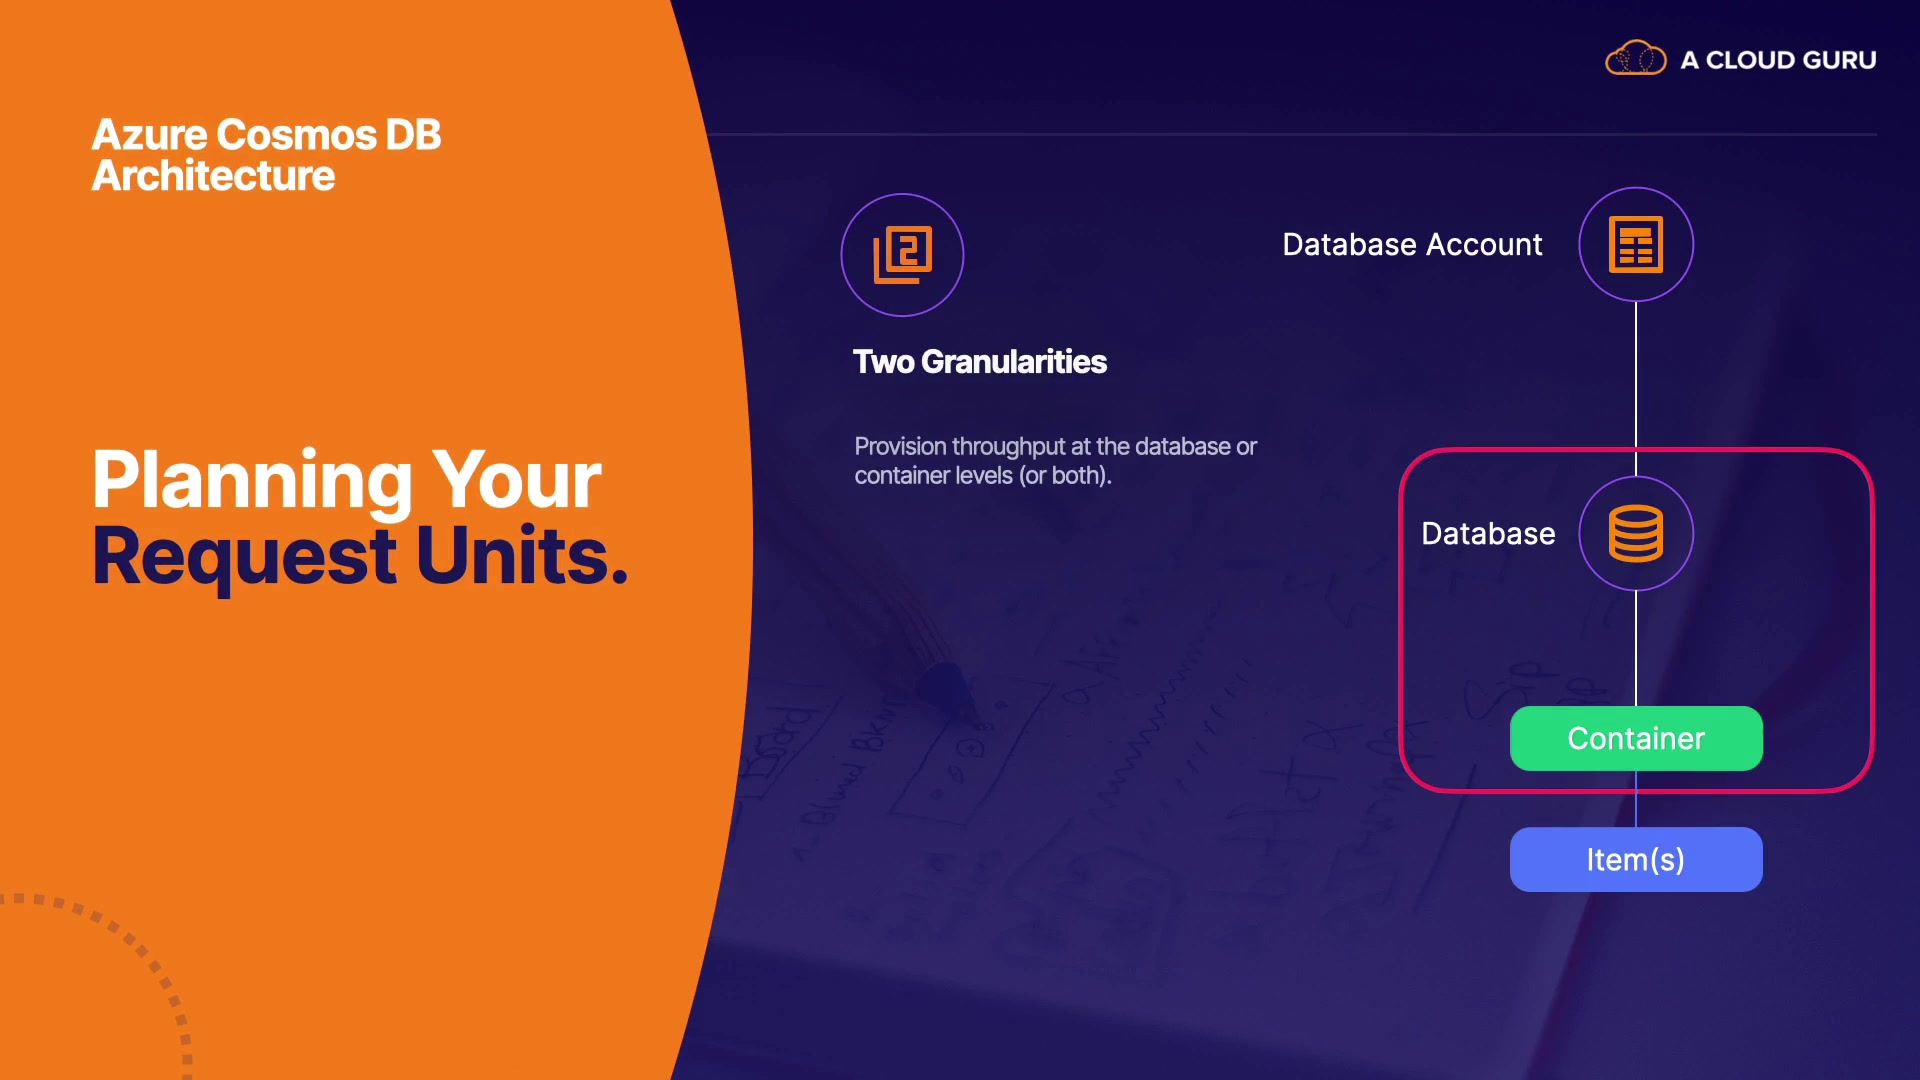 Azure Cosmos DB
Architecture
Planning Your
Request Units.
A CLOUD GURU
2
Two Granularities
Provision throughput at the database or
container levels (or both).
Database Account
Database
Container
Item(s)